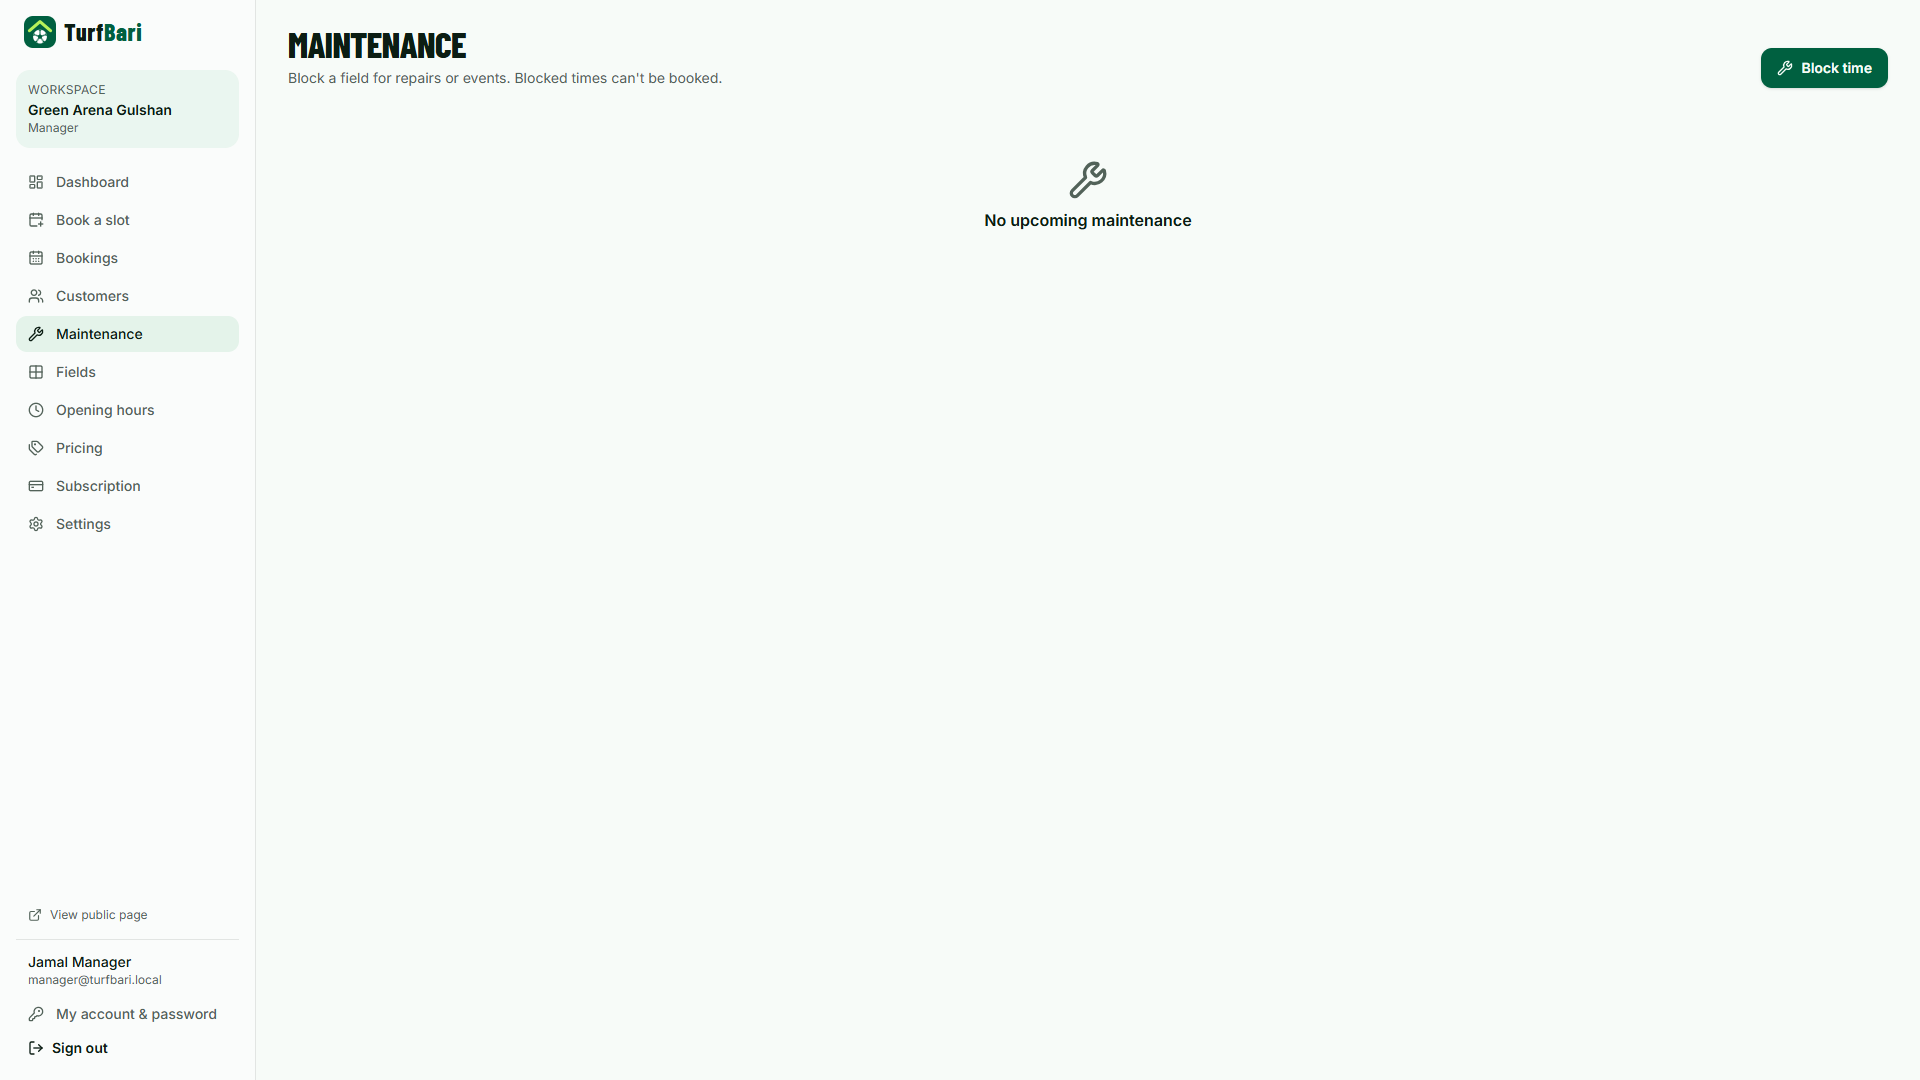 TurfBari
WORKSPACE
Green Arena Gulshan
Manager
Dashboard
Book a slot
Bookings
Customers
Maintenance
Fields
Opening hours
Pricing
Subscription
Settings
View public page
Jamal Manager
manager@turfbari.local
My account & password
Sign out
MAINTENANCE
Block a field for repairs or events. Blocked times can't be booked.
Block time
No upcoming maintenance